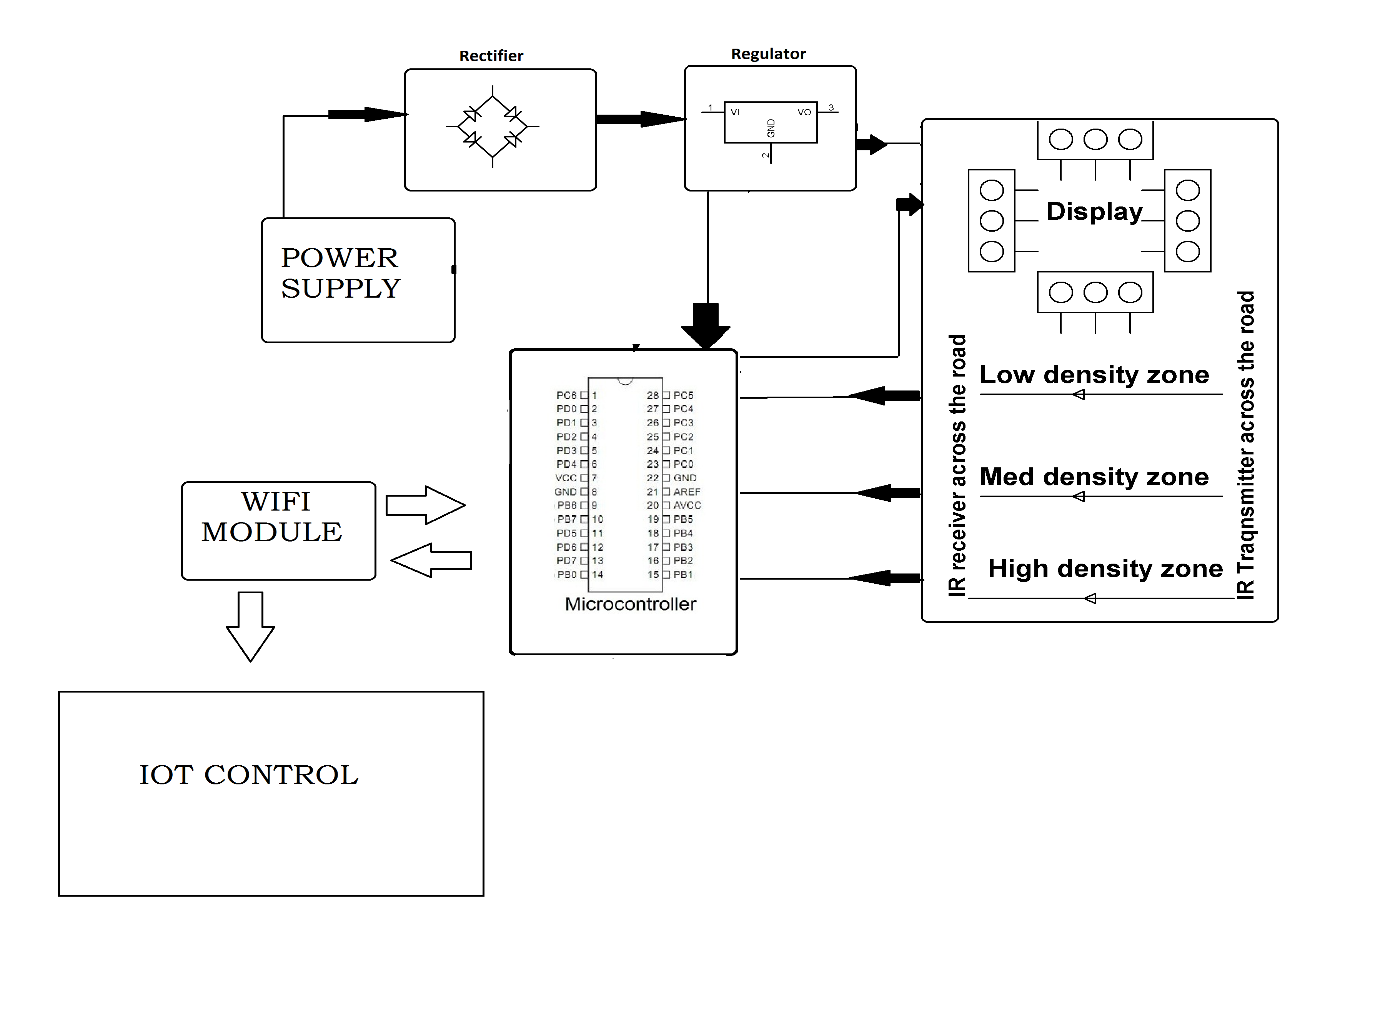 Rectifier
Regulator
1
VI
VO
3
GND
2
Display
POWER
SUPPLY
IR receiver across the road
IR Traqnsmitter across the road
Low density zone
Med density zone
High density zone
PC6 1 28 PC5
PD0 2 27 PC4
PD1 3 26 PC3
PD2 4 25 PC2
PD3 5 24 PC1
PD4 6 23 PC0
VCC 7 22 GND
GND 8 21 AREF
PB6 9 20 AVCC
PB7 10 19 PB5
PD5 11 18 PB4
PD6 12 17 PB3
PD7 13 16 PB2
PB0 14 15 PB1
Microcontroller
WIFI
MODULE
IOT CONTROL